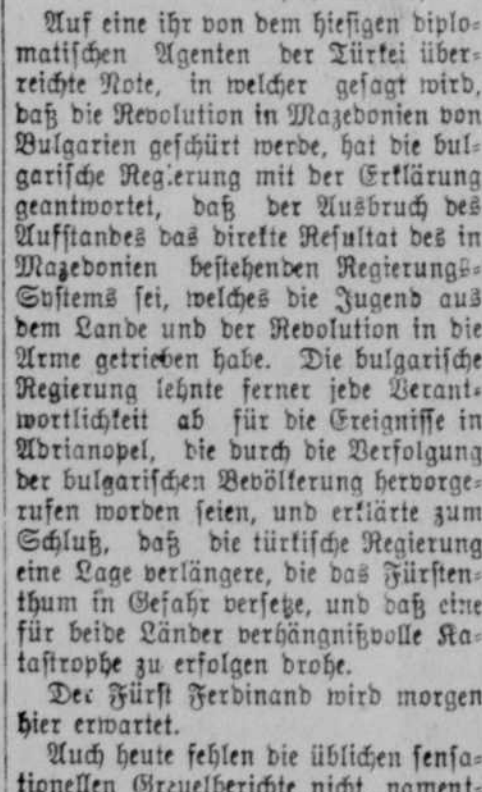 Auf eine ihr von dem hiesigen diplo-
matischen Agenten der Türkei über-
reichte Note, in welcher gesagt wird,
daß die Revolution in Mazedonien von
Bulgarien geschürt werde, hat die bul-
garische Regierung mit der Erklärung
geantwortet, daß der Ausbruch des
Aufstandes das direkte Resultat des in
Mazedonien bestehenden Regierungs-
Systems sei, welches die Jugend aus
dem Lande und der Revolution in die
Arme getrieben habe. Die bulgarische
Regierung lehnte ferner jede Verant-
wortlichkeit ab für die Ereignisse in
Adrianopel, die durch die Verfolgung
der bulgarischen Bevölkerung hervorge-
rufen worden seien, und erklärte zum
Schluß, daß die türkische Regierung
eine Lage verlängere, die das Fürsten-
thum in Gefahr versetze, und daß eine
für beide Länder verhängnißvolle Ka-
tastrophe zu erfolgen drohe.
Der Fürst Ferdinand wird morgen
hier erwartet.
Auch heute fehlen die üblichen sensa-
tionellen Greuelberichte nicht, nament-